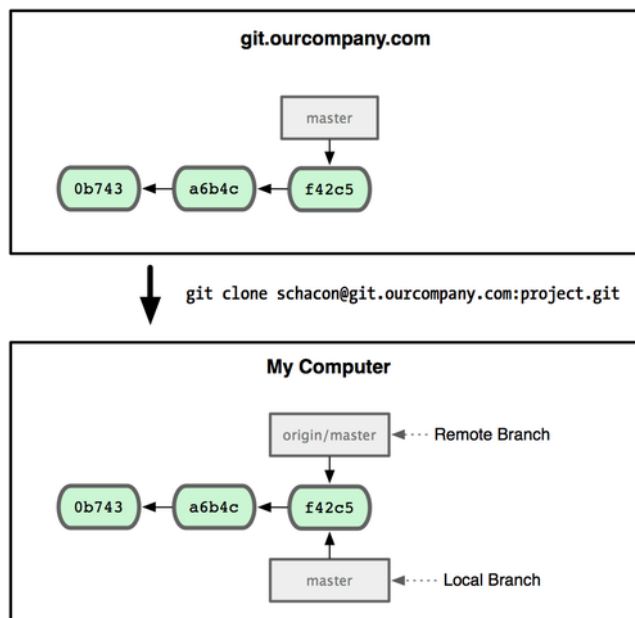 git.ourcompany.com
master
0b743
a6b4c
f42c5
git clone schacon@git.ourcompany.com:project.git
My Computer
origin/master
Remote Branch
0b743
a6b4c
f42c5
master
Local Branch